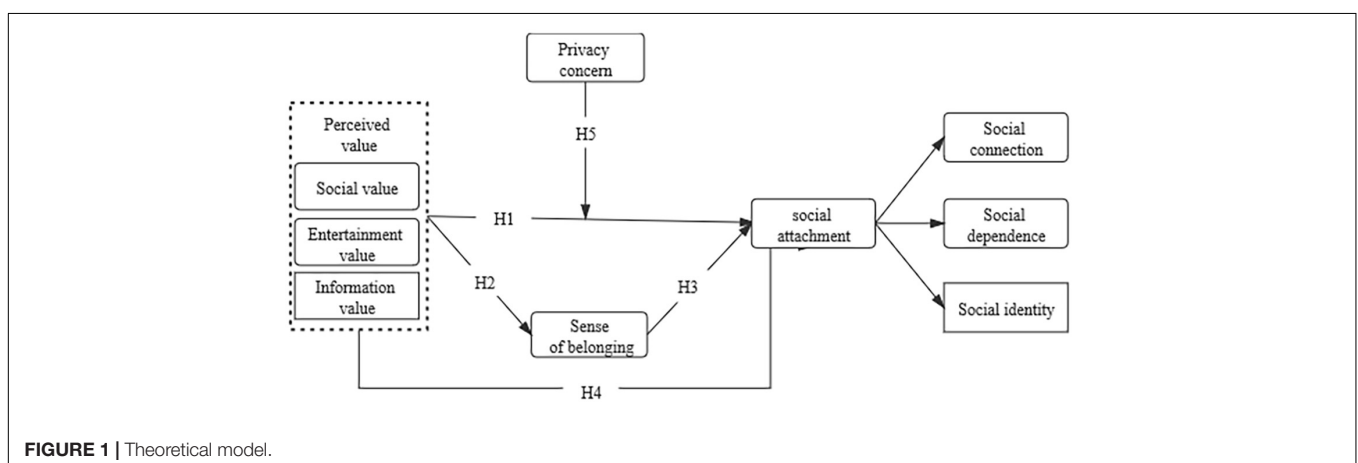 Privacy
concern
H5
Perceived
value
Social value
Entertainment
value
Information
value
H1
H2
H3
Sense
of belonging
H4
social
attachment
Social
connection
Social
dependence
Social identity
FIGURE 1 | Theoretical model.